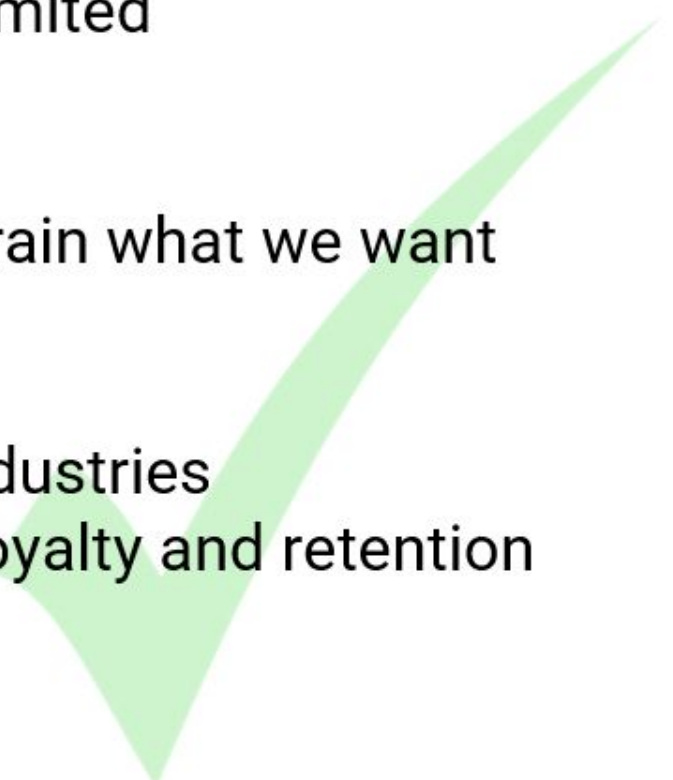 mited
rain what we want
dustries
oyalty and retention